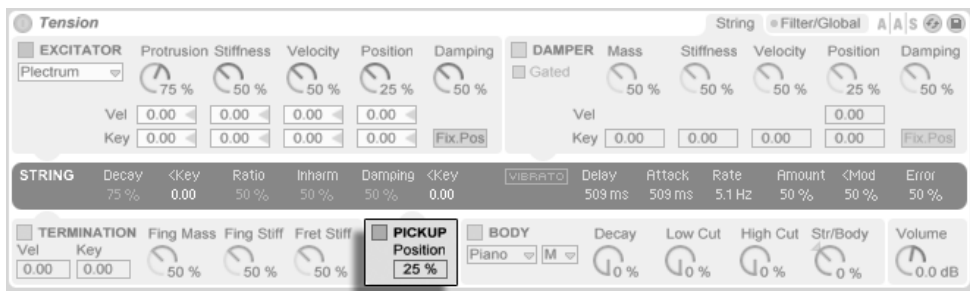 Tension String Filter/Global A A S
EXCITATOR Protrusion Stiffness Velocity Position Damping
Plectrum 75 % 50 % 50 % 25 % 50 %
Vel 0.00 0.00 0.00 0.00
Key 0.00 0.00 0.00 0.00 Fix.Pos
DAMPER Mass Stiffness Velocity Position Damping
Gated 50 % 50 % 50 % 25 % 50 %
Vel 0.00
Key 0.00 0.00 0.00 0.00 Fix.Pos
STRING Decay <Key Ratio Inharm Damping <Key VIBRATO Delay Attack Rate Amount <Mod Error
75 % 0.00 50 % 50 % 50 % 0.00 509 ms 509 ms 5.1 Hz 50 % 50 % 50 %
TERMINATION Fing Mass Fing Stiff Fret Stiff
Vel Key
0.00 0.00 50 % 50 % 50 %
PICKUP
Position
25 %
BODY Decay Low Cut High Cut Str/Body Volume
Piano M 0 % 0 % 0 % 0 % 0.0 dB